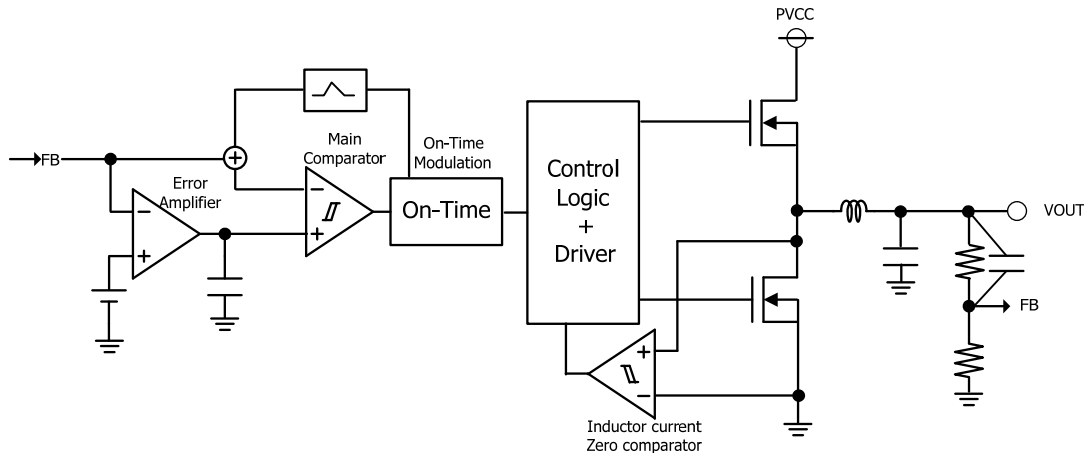 PVCC
FB
Error
Amplifier
−
+
+
Main
Comparator
−
+
On-Time
Modulation
On-Time
Control
Logic
+
Driver
VOUT
FB
+
−
Inductor current
Zero comparator